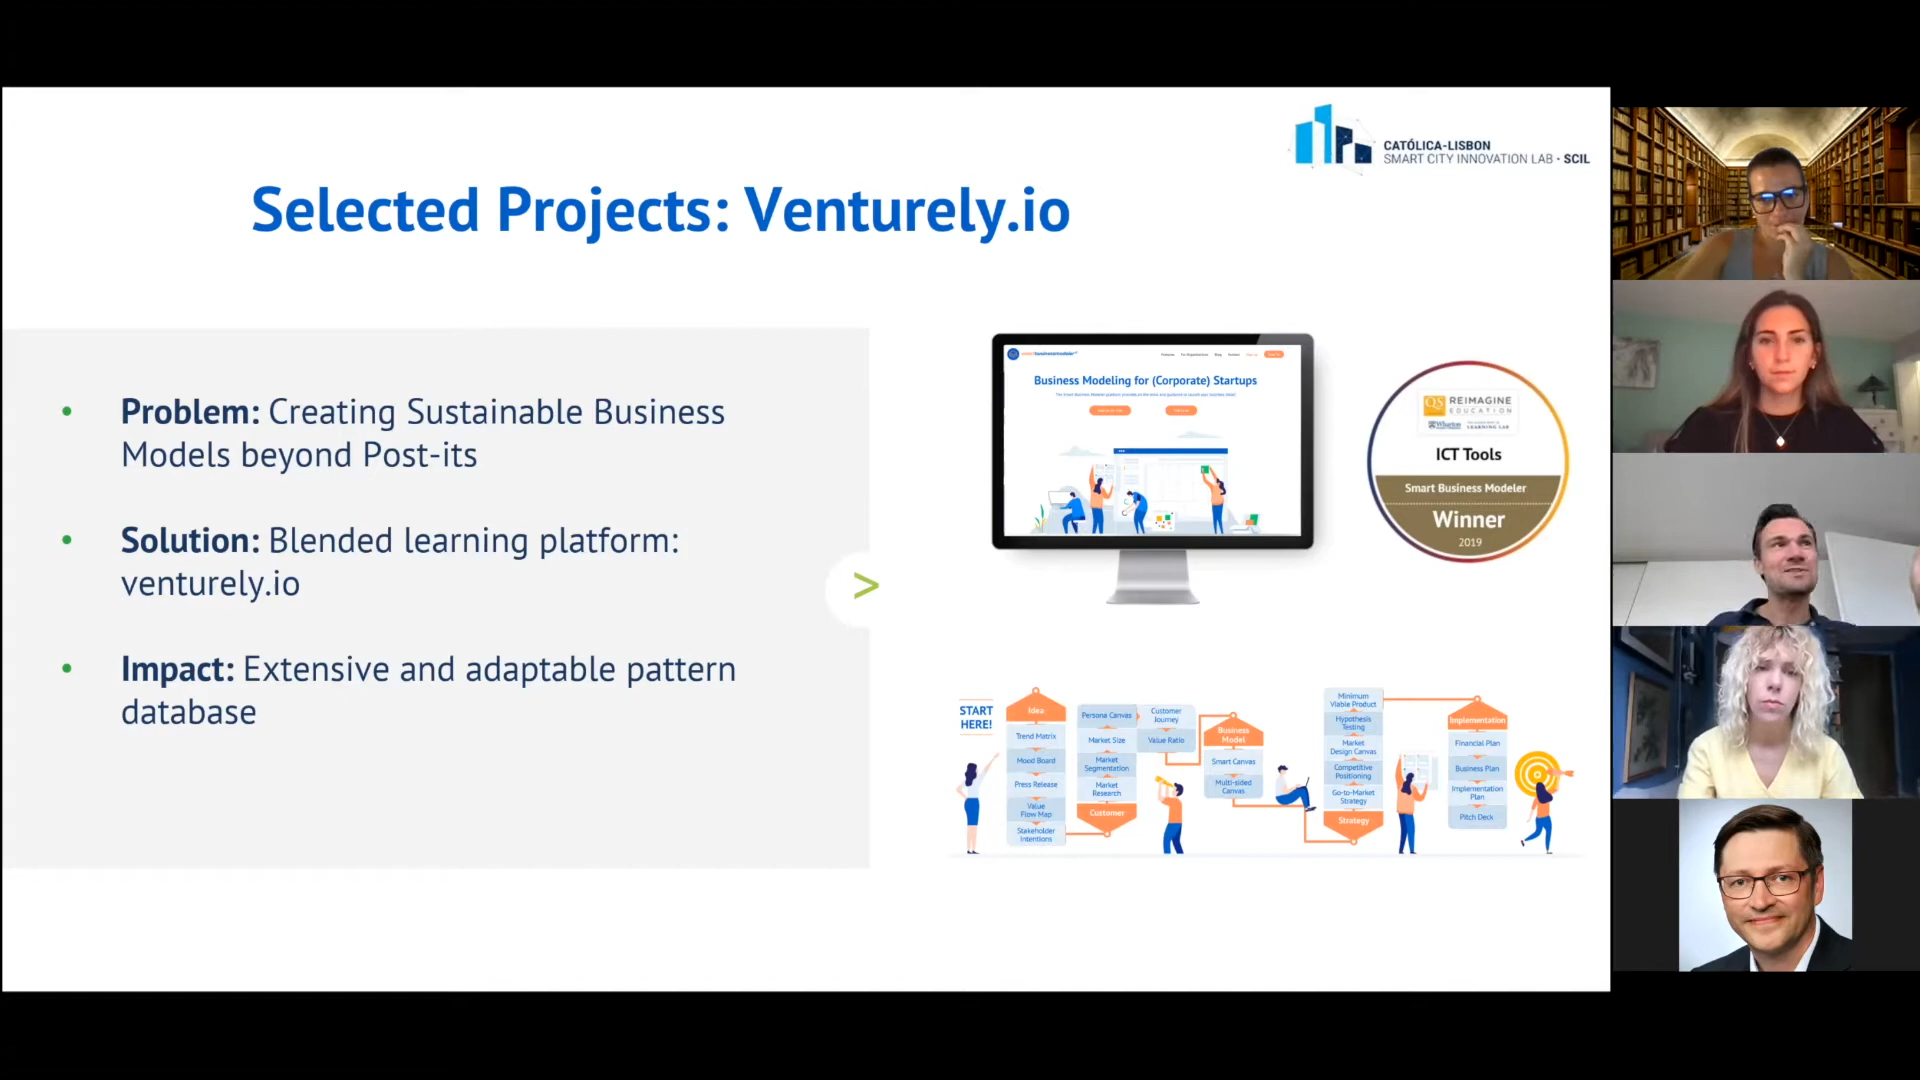 CATÓLICA-LISBON
SMART CITY INNOVATION LAB · SCIL
Selected Projects: Venturely.io
• Problem: Creating Sustainable Business
Models beyond Post-its
• Solution: Blended learning platform:
venturely.io
• Impact: Extensive and adaptable pattern
database
>
Business Modeling for (Corporate) Startups
QS REIMAGINE
EDUCATION
Wharton
LEARNING LAB
ICT Tools
Smart Business Modeler
Winner
2019
START
HERE!
Idea
Trend Matrix
Mood Board
Press Release
Value
Flow Map
Stakeholder
Intentions
Persona Canvas
Market Size
Market
Segmentation
Market
Research
Customer
Customer
Journey
Value Ratio
Business
Model
Smart Canvas
Multi-sided
Canvas
Minimum
Viable Product
Hypothesis
Testing
Market
Design Canvas
Competitive
Positioning
Go-to-Market
Strategy
Strategy
Implementation
Financial Plan
Business Plan
Implementation
Plan
Pitch Deck